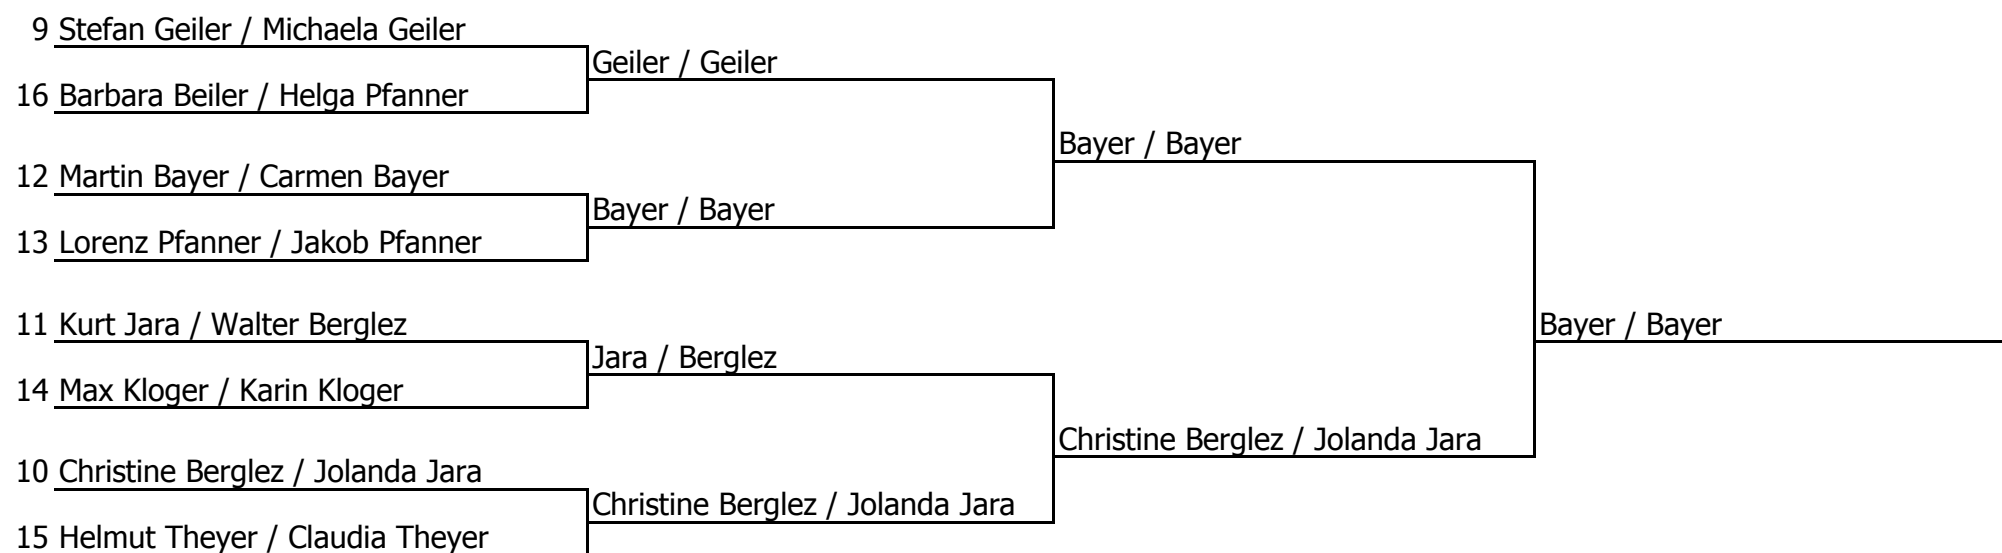 9 Stefan Geiler / Michaela Geiler
Geiler / Geiler
16 Barbara Beiler / Helga Pfanner
Bayer / Bayer
12 Martin Bayer / Carmen Bayer
Bayer / Bayer
13 Lorenz Pfanner / Jakob Pfanner
11 Kurt Jara / Walter Berglez
Bayer / Bayer
Jara / Berglez
14 Max Kloger / Karin Kloger
Christine Berglez / Jolanda Jara
10 Christine Berglez / Jolanda Jara
Christine Berglez / Jolanda Jara
15 Helmut Theyer / Claudia Theyer